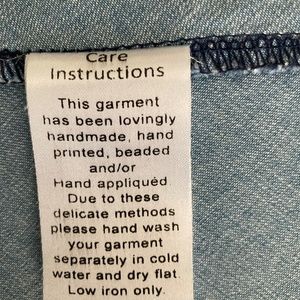 Care
Instructions
This garment
has been lovingly
handmade, hand
printed, beaded
and/or
Hand appliquéd
Due to these
delicate methods
please hand wash
your garment
separately in cold
water and dry flat.
Low iron only.